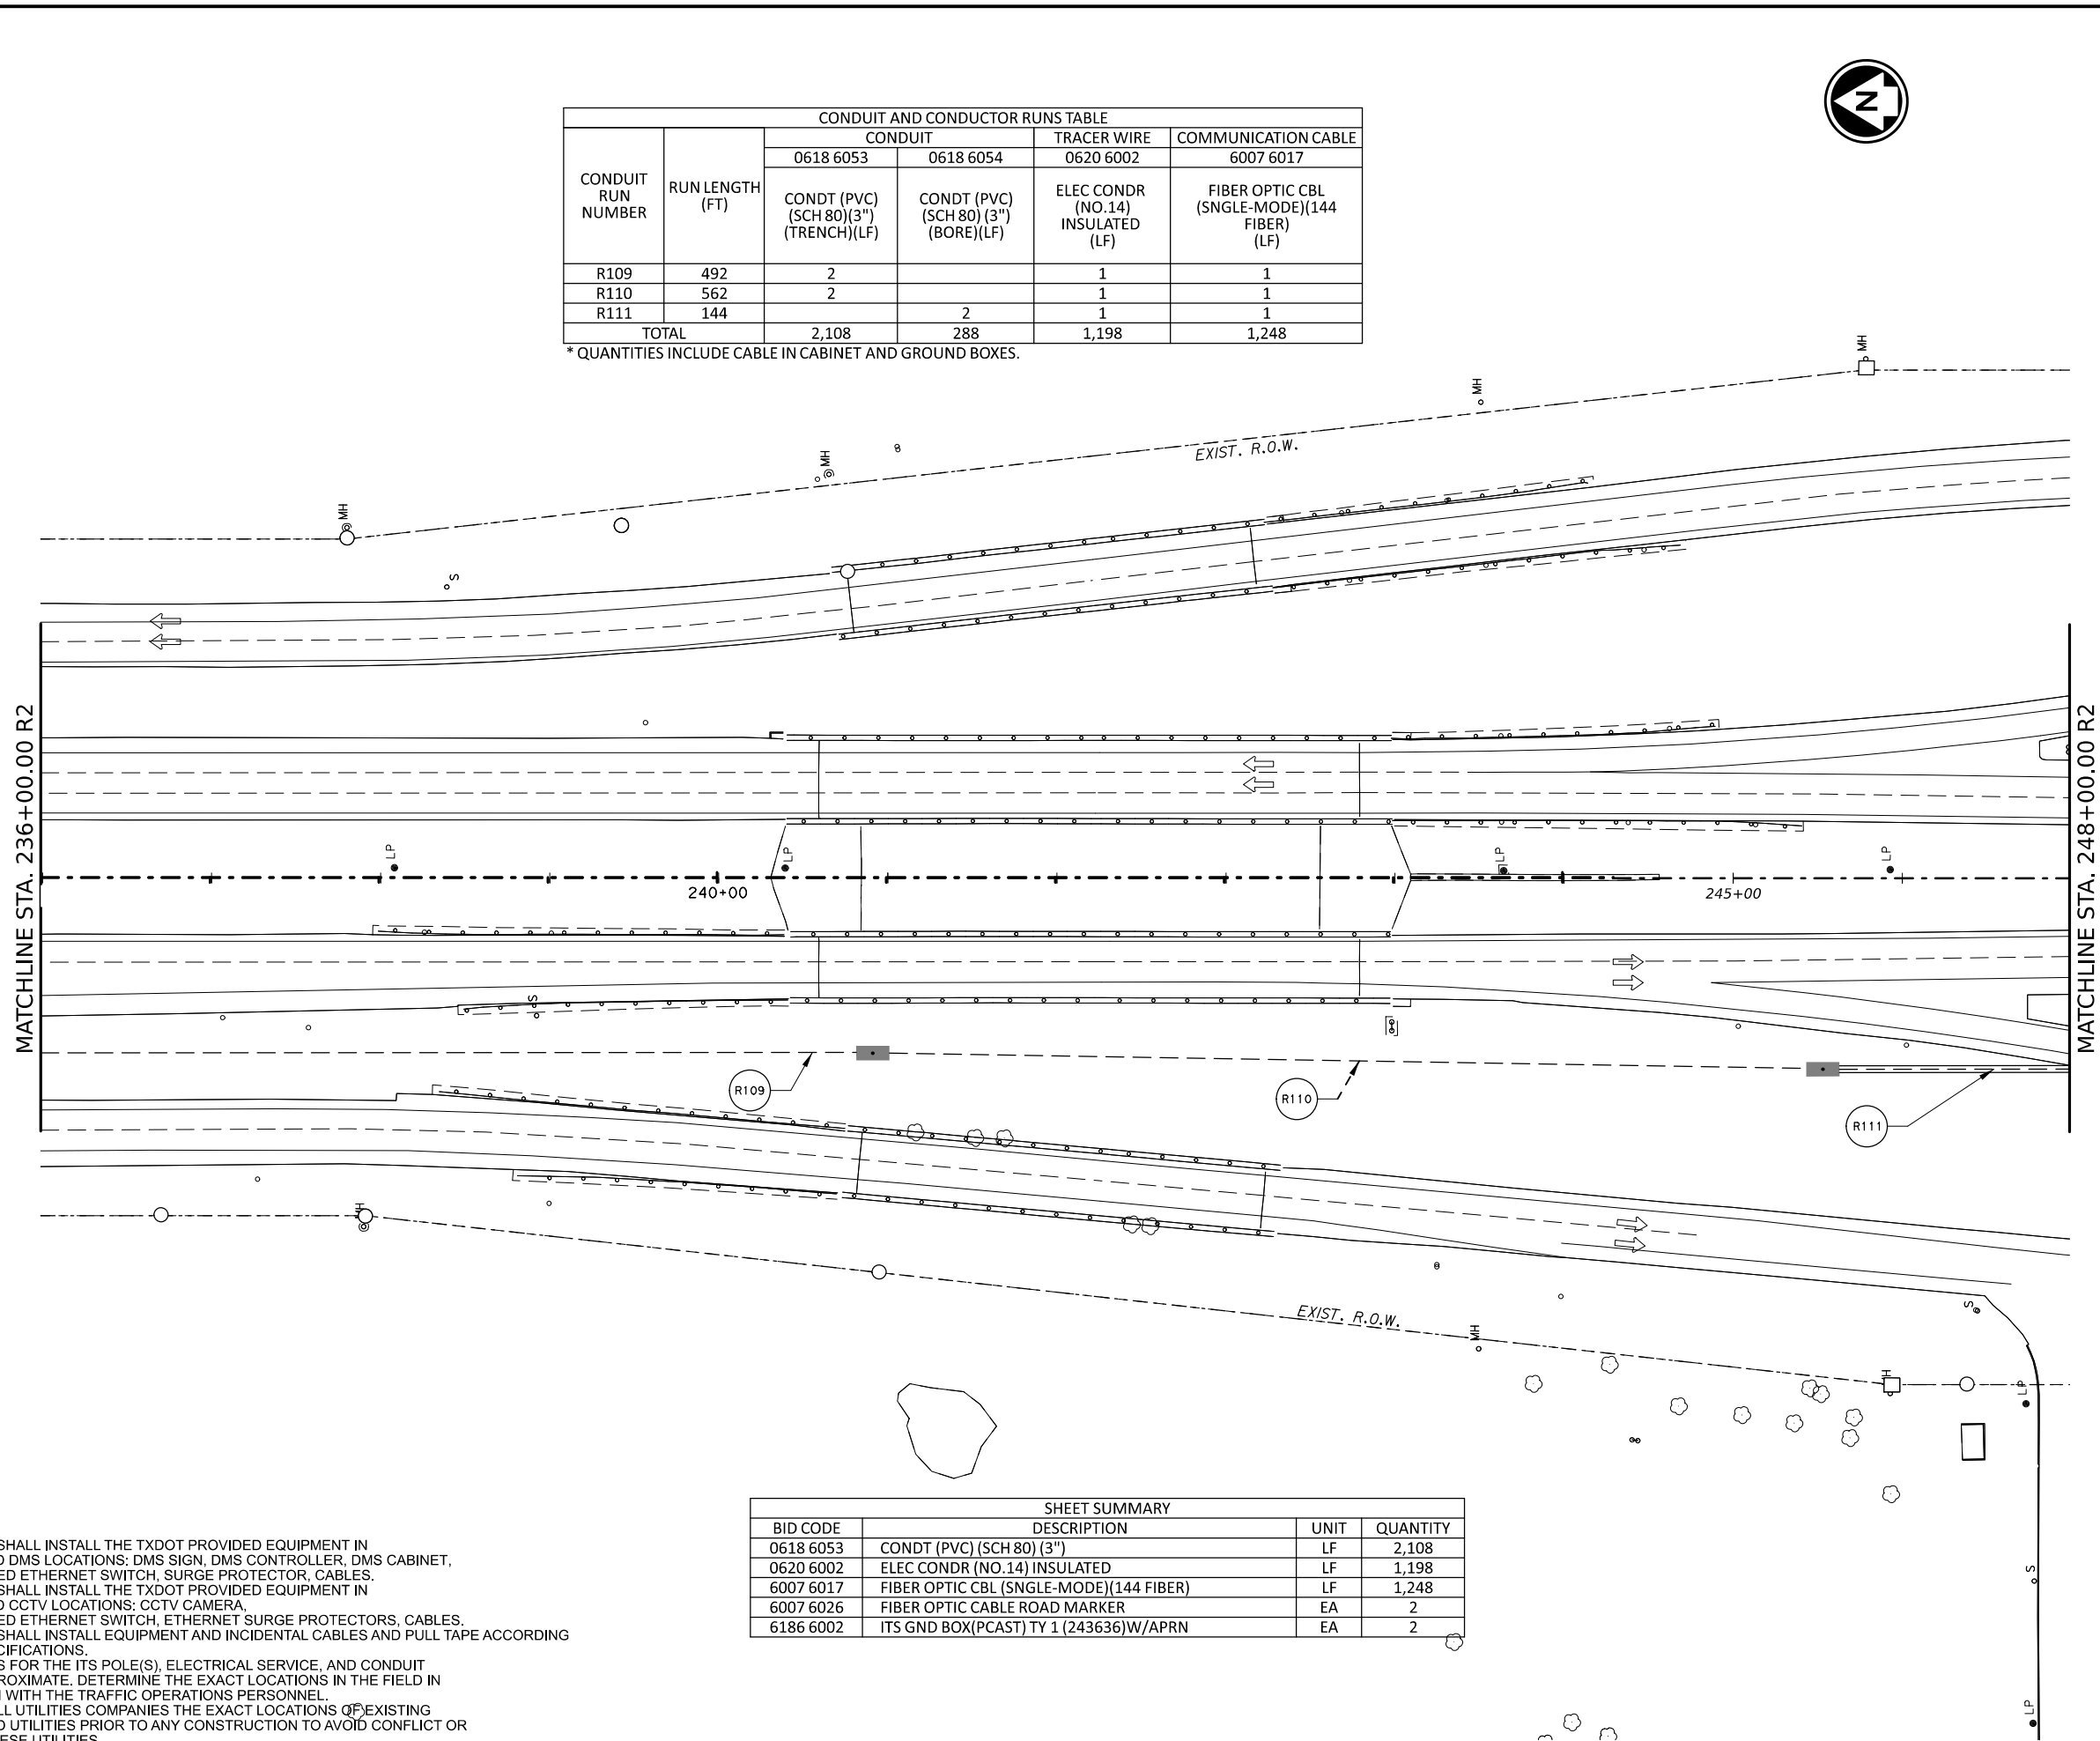 N
CONDUIT AND CONDUCTOR RUNS TABLE
CONDUIT RUN NUMBER | RUN LENGTH (FT) | CONDUIT | TRACER WIRE | COMMUNICATION CABLE
0618 6053 | 0618 6054 | 0620 6002 | 6007 6017
CONDT (PVC) (SCH 80)(3") (TRENCH)(LF) | CONDT (PVC) (SCH 80) (3") (BORE)(LF) | ELEC CONDR (NO.14) INSULATED (LF) | FIBER OPTIC CBL (SNGLE-MODE)(144 FIBER) (LF)
R109 | 492 | 2 | | 1 | 1
R110 | 562 | 2 | | 1 | 1
R111 | 144 | | 2 | 1 | 1
TOTAL | 2,108 | 288 | 1,198 | 1,248
* QUANTITIES INCLUDE CABLE IN CABINET AND GROUND BOXES.
MH
MH
EXIST. R.O.W.
MH
MH
S
MATCHLINE STA. 236+00.00 R2
MATCHLINE STA. 248+00.00 R2
LP
LP
LP
LP
240+00
245+00
S
R109
R110
R111
EXIST. R.O.W.
MH
S
LP
S
LP
SHEET SUMMARY
BID CODE | DESCRIPTION | UNIT | QUANTITY
0618 6053 | CONDT (PVC) (SCH 80) (3") | LF | 2,108
0620 6002 | ELEC CONDR (NO.14) INSULATED | LF | 1,198
6007 6017 | FIBER OPTIC CBL (SNGLE-MODE)(144 FIBER) | LF | 1,248
6007 6026 | FIBER OPTIC CABLE ROAD MARKER | EA | 2
6186 6002 | ITS GND BOX(PCAST) TY 1 (243636)W/APRN | EA | 2
SHALL INSTALL THE TXDOT PROVIDED EQUIPMENT IN
DMS LOCATIONS: DMS SIGN, DMS CONTROLLER, DMS CABINET,
ED ETHERNET SWITCH, SURGE PROTECTOR, CABLES.
SHALL INSTALL THE TXDOT PROVIDED EQUIPMENT IN
CCTV LOCATIONS: CCTV CAMERA,
ED ETHERNET SWITCH, ETHERNET SURGE PROTECTORS, CABLES.
SHALL INSTALL EQUIPMENT AND INCIDENTAL CABLES AND PULL TAPE ACCORDING
CIFICATIONS.
S FOR THE ITS POLE(S), ELECTRICAL SERVICE, AND CONDUIT
ROXIMATE. DETERMINE THE EXACT LOCATIONS IN THE FIELD IN
WITH THE TRAFFIC OPERATIONS PERSONNEL.
LL UTILITIES COMPANIES THE EXACT LOCATIONS OF EXISTING
D UTILITIES PRIOR TO ANY CONSTRUCTION TO AVOID CONFLICT OR
ESE UTILITIES